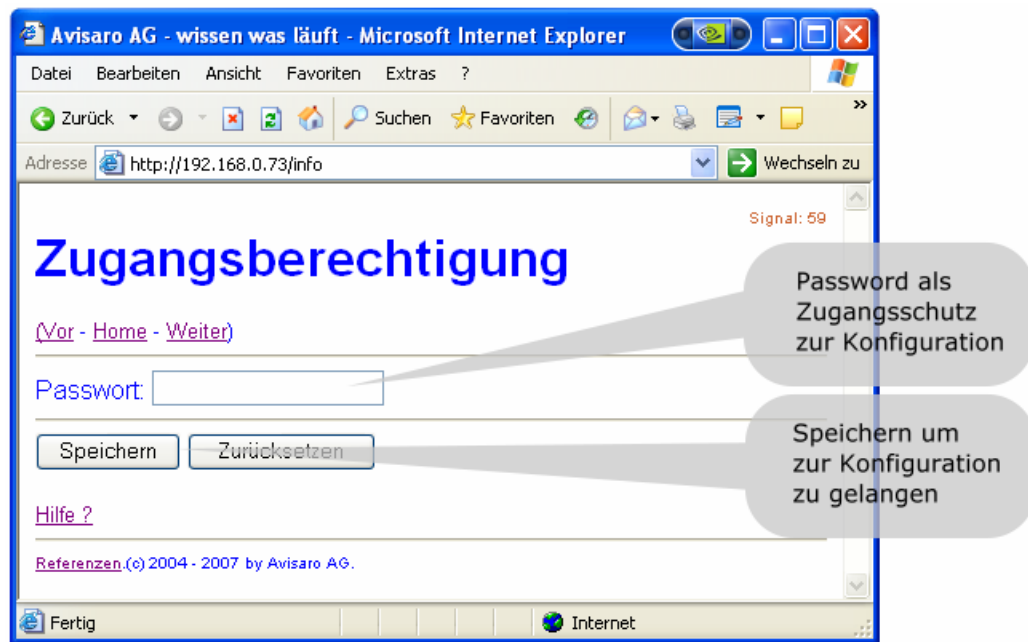 Avisaro AG - wissen was läuft - Microsoft Internet Explorer
Datei Bearbeiten Ansicht Favoriten Extras ?
Zurück Suchen Favoriten »
Adresse http://192.168.0.73/info Wechseln zu
Signal: 59
Zugangsberechtigung
(Vor - Home - Weiter)
Password als
Zugangsschutz
zur Konfiguration
Passwort:
Speichern Zurücksetzen
Speichern um
zur Konfiguration
zu gelangen
Hilfe ?
Referenzen.(c) 2004 - 2007 by Avisaro AG.
Fertig Internet